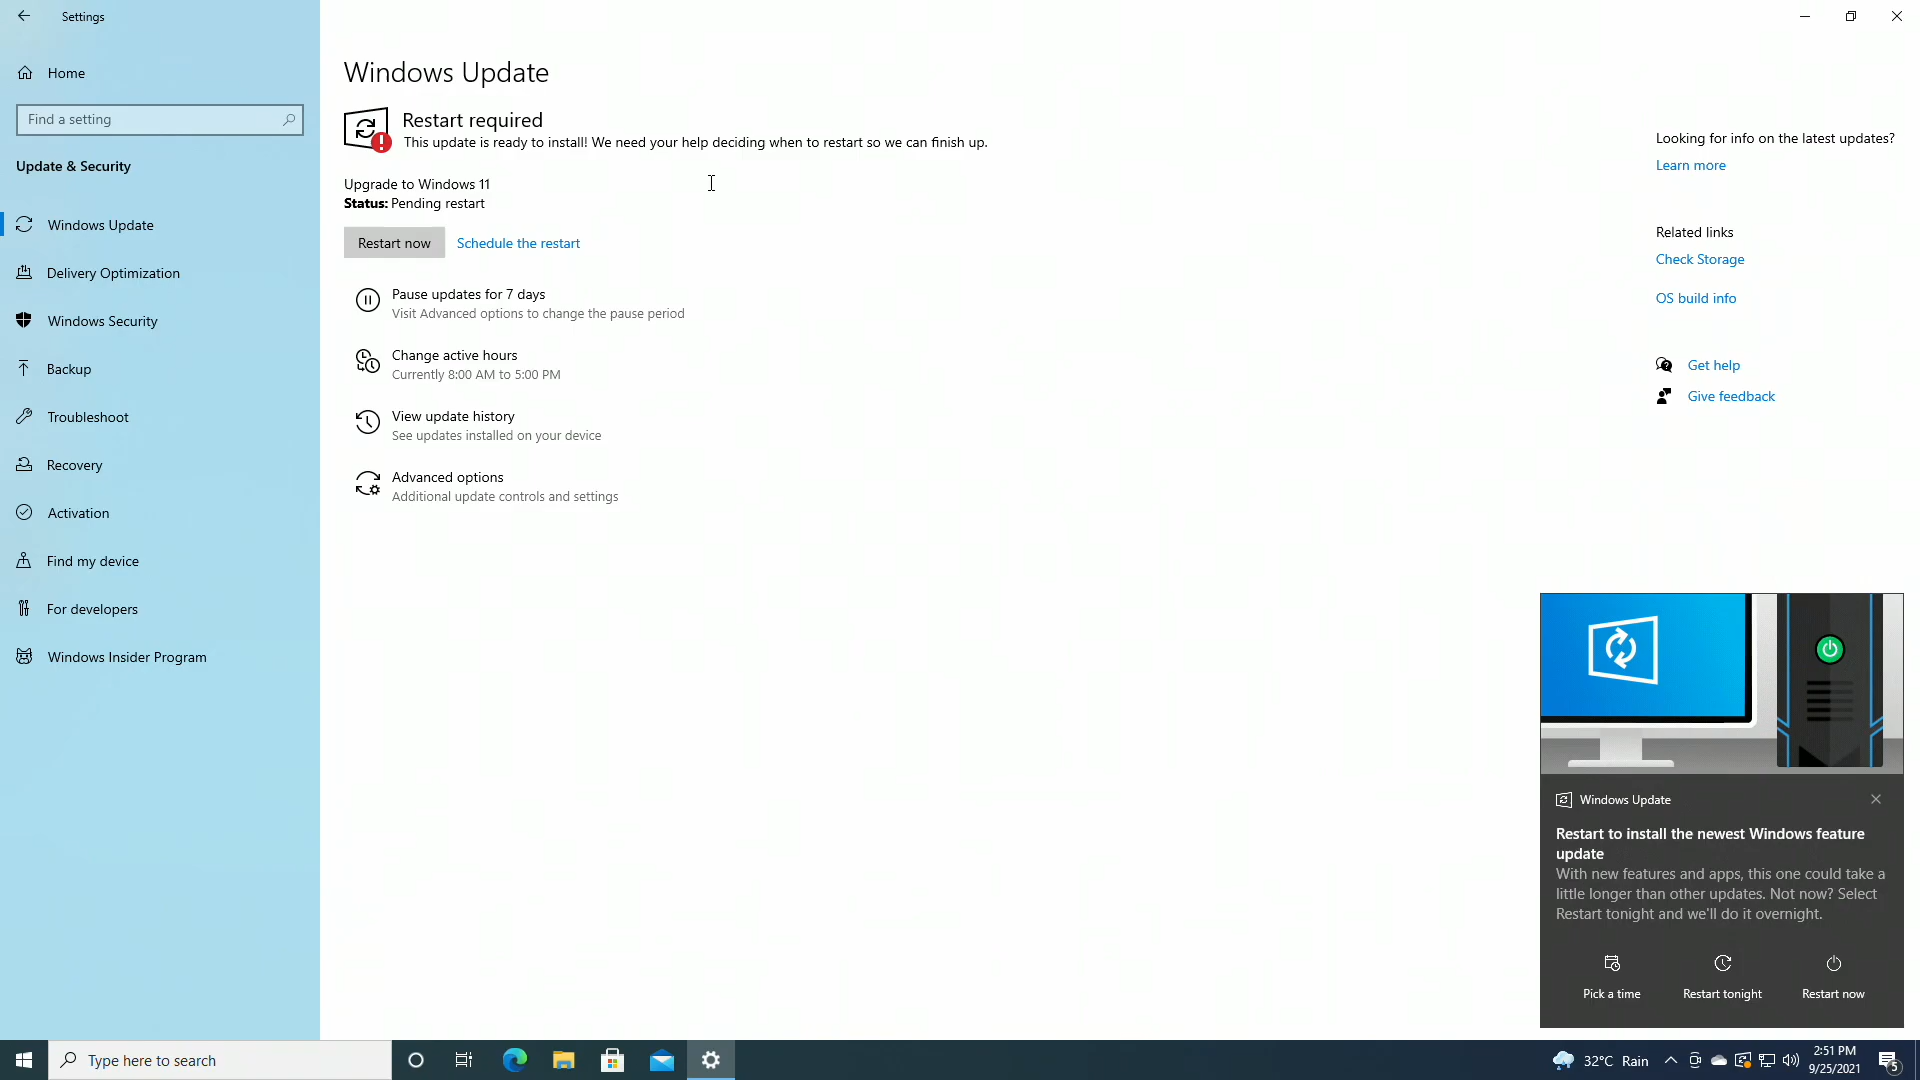 Settings
Home
Find a setting
Update & Security
Windows Update
Delivery Optimization
Windows Security
Backup
Troubleshoot
Recovery
Activation
Find my device
For developers
Windows Insider Program
Windows Update
Restart required
This update is ready to install! We need your help deciding when to restart so we can finish up.
Upgrade to Windows 11
Status: Pending restart
Restart now
Schedule the restart
Pause updates for 7 days
Visit Advanced options to change the pause period
Change active hours
Currently 8:00 AM to 5:00 PM
View update history
See updates installed on your device
Advanced options
Additional update controls and settings
Looking for info on the latest updates?
Learn more
Related links
Check Storage
OS build info
Get help
Give feedback
Windows Update
Restart to install the newest Windows feature
update
With new features and apps, this one could take a
little longer than other updates. Not now? Select
Restart tonight and we'll do it overnight.
Pick a time
Restart tonight
Restart now
Type here to search
32°C Rain
2:51 PM
9/25/2021
5